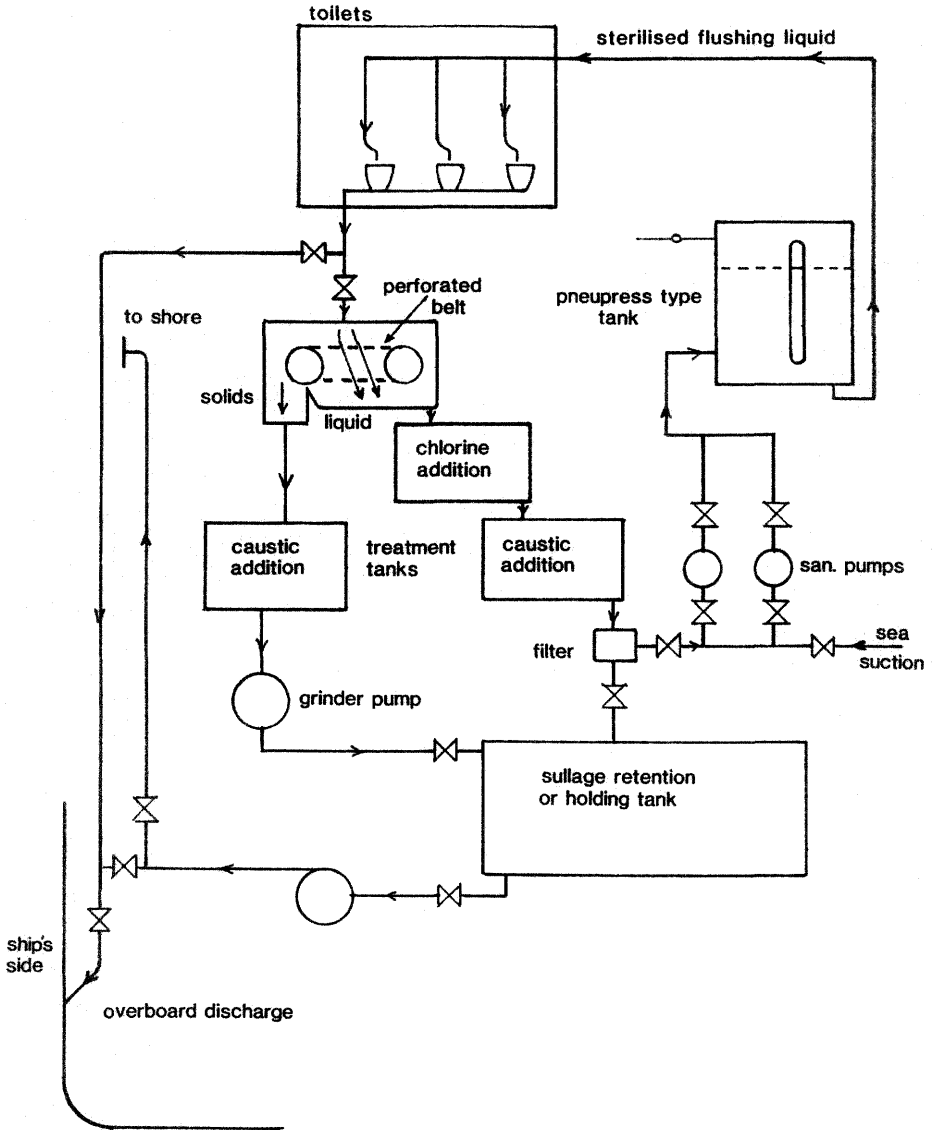 toilets
sterilised flushing liquid
perforated
belt
pneupress type
tank
to shore
solids
liquid
chlorine
addition
caustic
addition
treatment
tanks
caustic
addition
san. pumps
filter
sea
suction
grinder pump
sullage retention
or holding tank
ship's
side
overboard discharge